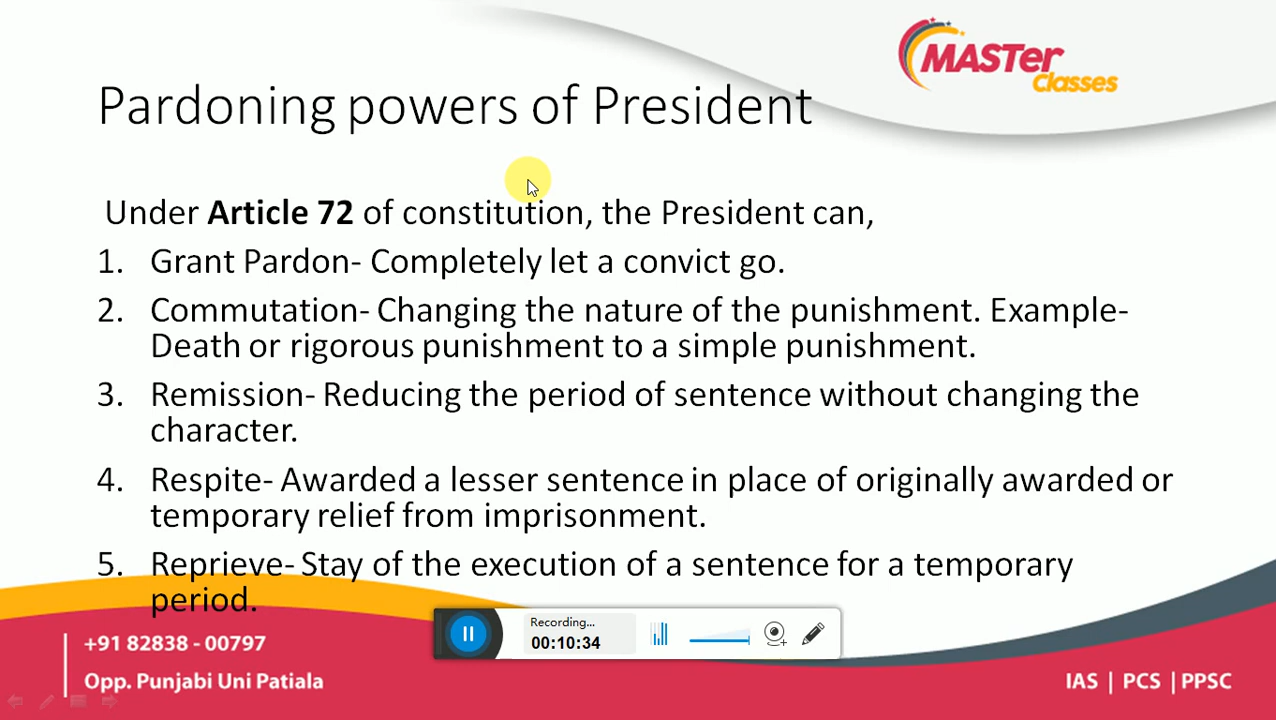 MASTer
Classes
Pardoning powers of President
Under Article 72 of constitution, the President can,
1. Grant Pardon- Completely let a convict go.
2. Commutation- Changing the nature of the punishment. Example-
Death or rigorous punishment to a simple punishment.
3. Remission- Reducing the period of sentence without changing the
character.
4. Respite- Awarded a lesser sentence in place of originally awarded or
temporary relief from imprisonment.
5. Reprieve- Stay of the execution of a sentence for a temporary
period.
Recording...
00:10:34
+91 82838 - 00797
Opp. Punjabi Uni Patiala
IAS | PCS | PPSC